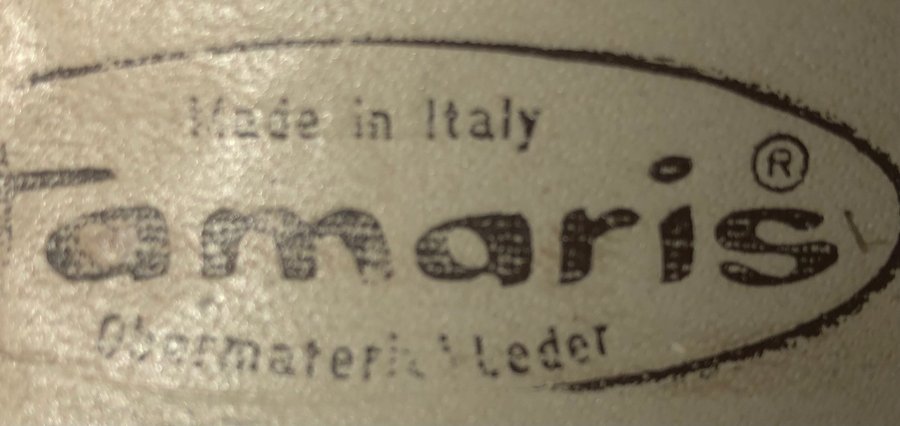 Made in Italy
Tamaris ®
Obermaterial Leder